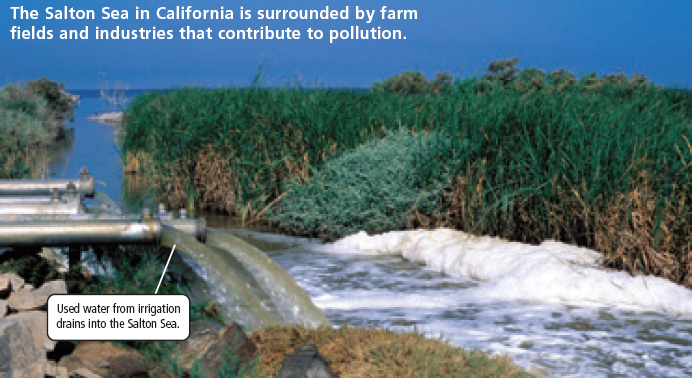 The Salton Sea in California is surrounded by farm
fields and industries that contribute to pollution.
Used water from irrigation
drains into the Salton Sea.